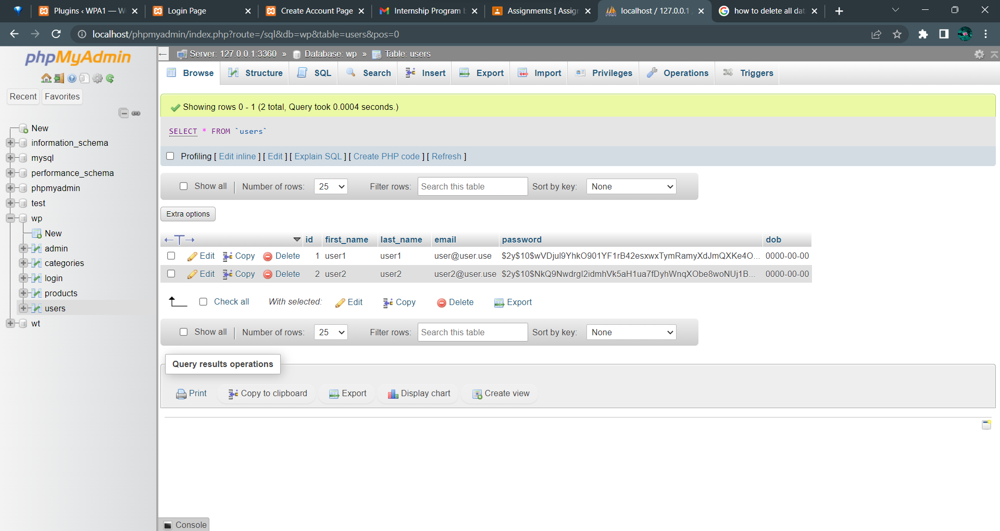 Plugins ‹ WPA1 — W
Login Page
Create Account Page
Internship Program b
Assignments [ Assign
localhost / 127.0.0.1
how to delete all dat
localhost/phpmyadmin/index.php?route=/sql&db=wp&table=users&pos=0
phpMyAdmin
Recent
Favorites
New
information_schema
mysql
performance_schema
phpmyadmin
test
wp
New
admin
categories
login
products
users
wt
Server: 127.0.0.1:3360 » Database: wp » Table: users
Browse Structure SQL Search Insert Export Import Privileges Operations Triggers
Showing rows 0 - 1 (2 total, Query took 0.0004 seconds.)
SELECT * FROM `users`
Profiling [ Edit inline ] [ Edit ] [ Explain SQL ] [ Create PHP code ] [ Refresh ]
Show all Number of rows: 25 Filter rows: Search this table Sort by key: None
Extra options
id first_name last_name email password dob
Edit Copy Delete 1 user1 user1 user@user.use $2y$10$wVDjul9YhkO901YF1rB42esxwxTymRamyXdJmQXKe4O... 0000-00-00
Edit Copy Delete 2 user2 user2 user2@user.use $2y$10$NkQ9Nwdrgl2idmhVk5aH1ua7fDyhWnqXObe8woNUj1B... 0000-00-00
Check all With selected: Edit Copy Delete Export
Show all Number of rows: 25 Filter rows: Search this table Sort by key: None
Query results operations
Print Copy to clipboard Export Display chart Create view
Console